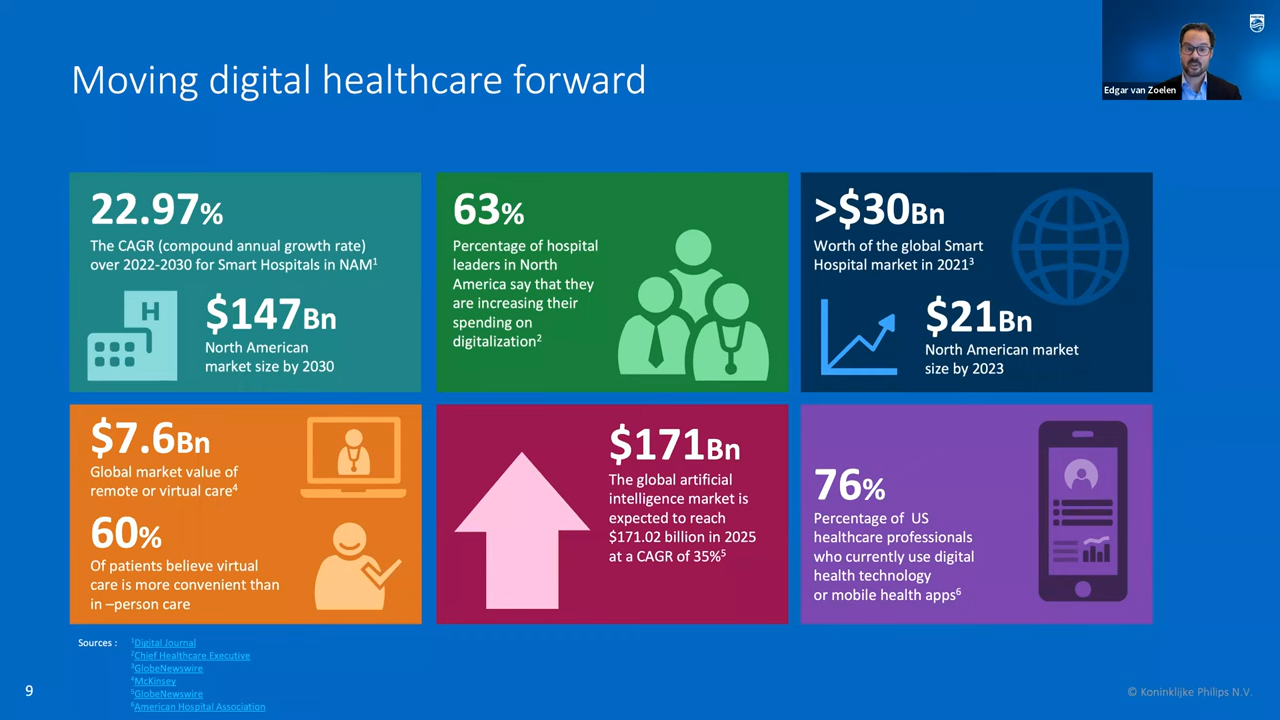 Moving digital healthcare forward
Edgar van Zoelen
22.97%
The CAGR (compound annual growth rate)
over 2022-2030 for Smart Hospitals in NAM¹
H
$147Bn
North American
market size by 2030
63%
Percentage of hospital
leaders in North
America say that they
are increasing their
spending on
digitalization²
>$30Bn
Worth of the global Smart
Hospital market in 2021³
$21Bn
North American market
size by 2023
$7.6Bn
Global market value of
remote or virtual care⁴
60%
Of patients believe virtual
care is more convenient than
in –person care
$171Bn
The global artificial
intelligence market is
expected to reach
$171.02 billion in 2025
at a CAGR of 35%⁵
76%
Percentage of US
healthcare professionals
who currently use digital
health technology
or mobile health apps⁶
Sources :
¹Digital Journal
²Chief Healthcare Executive
³GlobeNewswire
⁴McKinsey
⁵GlobeNewswire
⁶American Hospital Association
9
© Koninklijke Philips N.V.